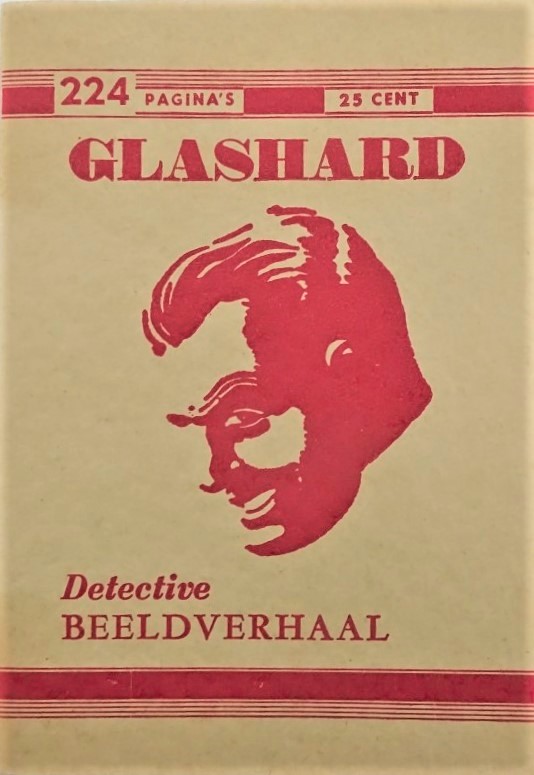 224 PAGINA'S 25 CENT
GLASHARD
Detective
BEELDVERHAAL